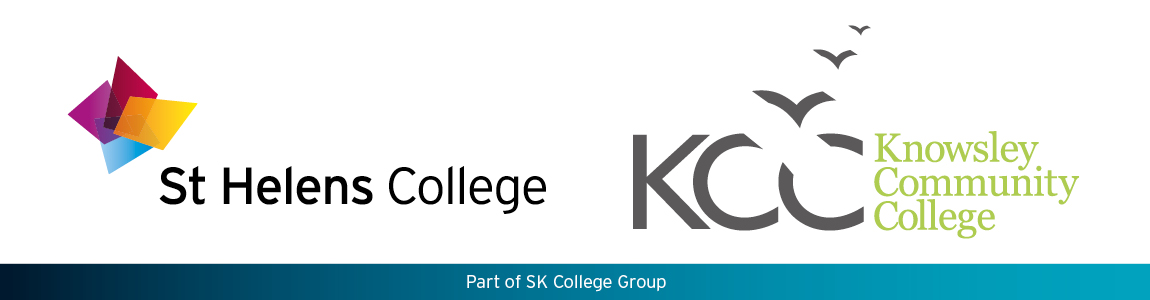 St Helens College
KCC
Knowsley
Community
College
Part of SK College Group